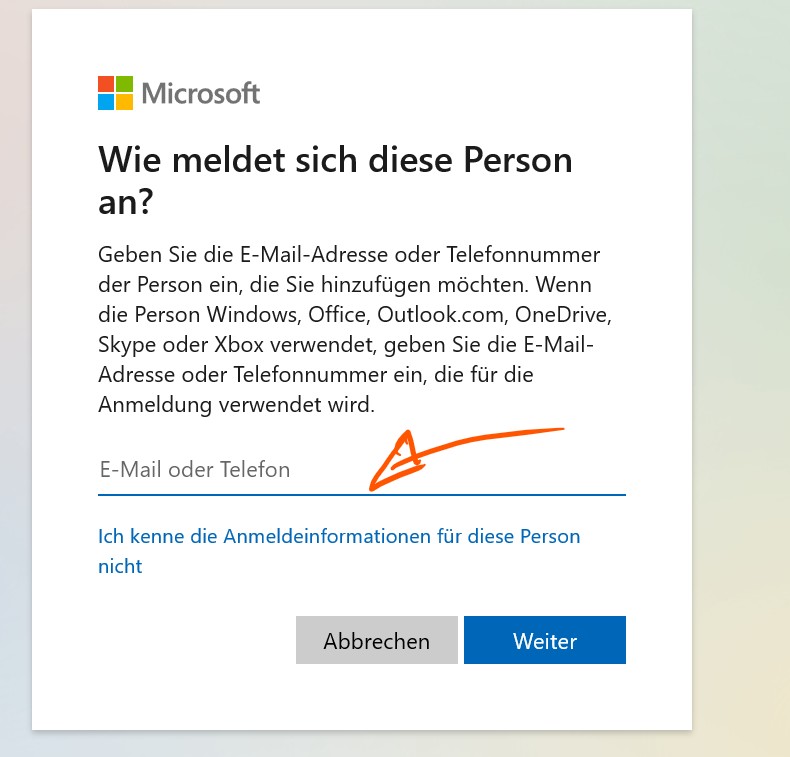 Microsoft
Wie meldet sich diese Person
an?
Geben Sie die E-Mail-Adresse oder Telefonnummer
der Person ein, die Sie hinzufügen möchten. Wenn
die Person Windows, Office, Outlook.com, OneDrive,
Skype oder Xbox verwendet, geben Sie die E-Mail-
Adresse oder Telefonnummer ein, die für die
Anmeldung verwendet wird.
E-Mail oder Telefon
Ich kenne die Anmeldeinformationen für diese Person
nicht
Abbrechen
Weiter